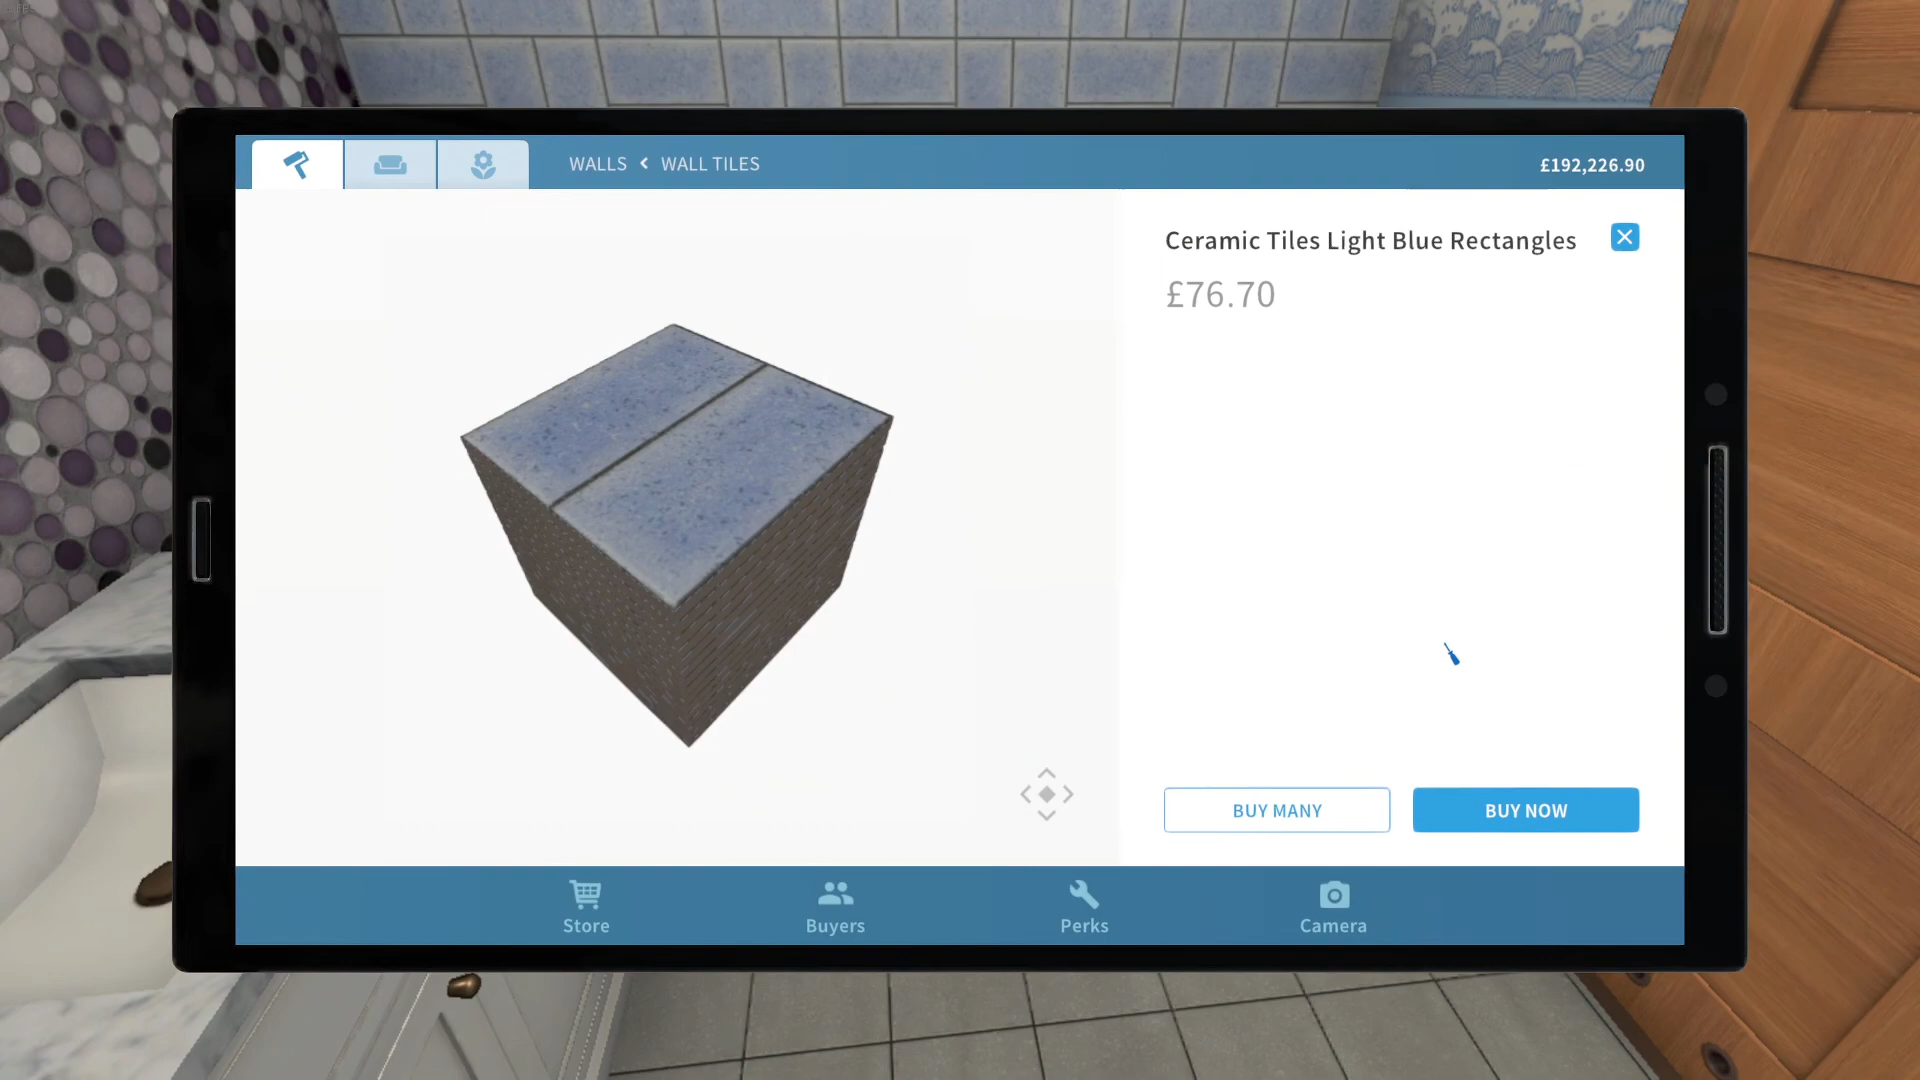 WALLS < WALL TILES
£192,226.90
Ceramic Tiles Light Blue Rectangles
£76.70
BUY MANY
BUY NOW
Store
Buyers
Perks
Camera